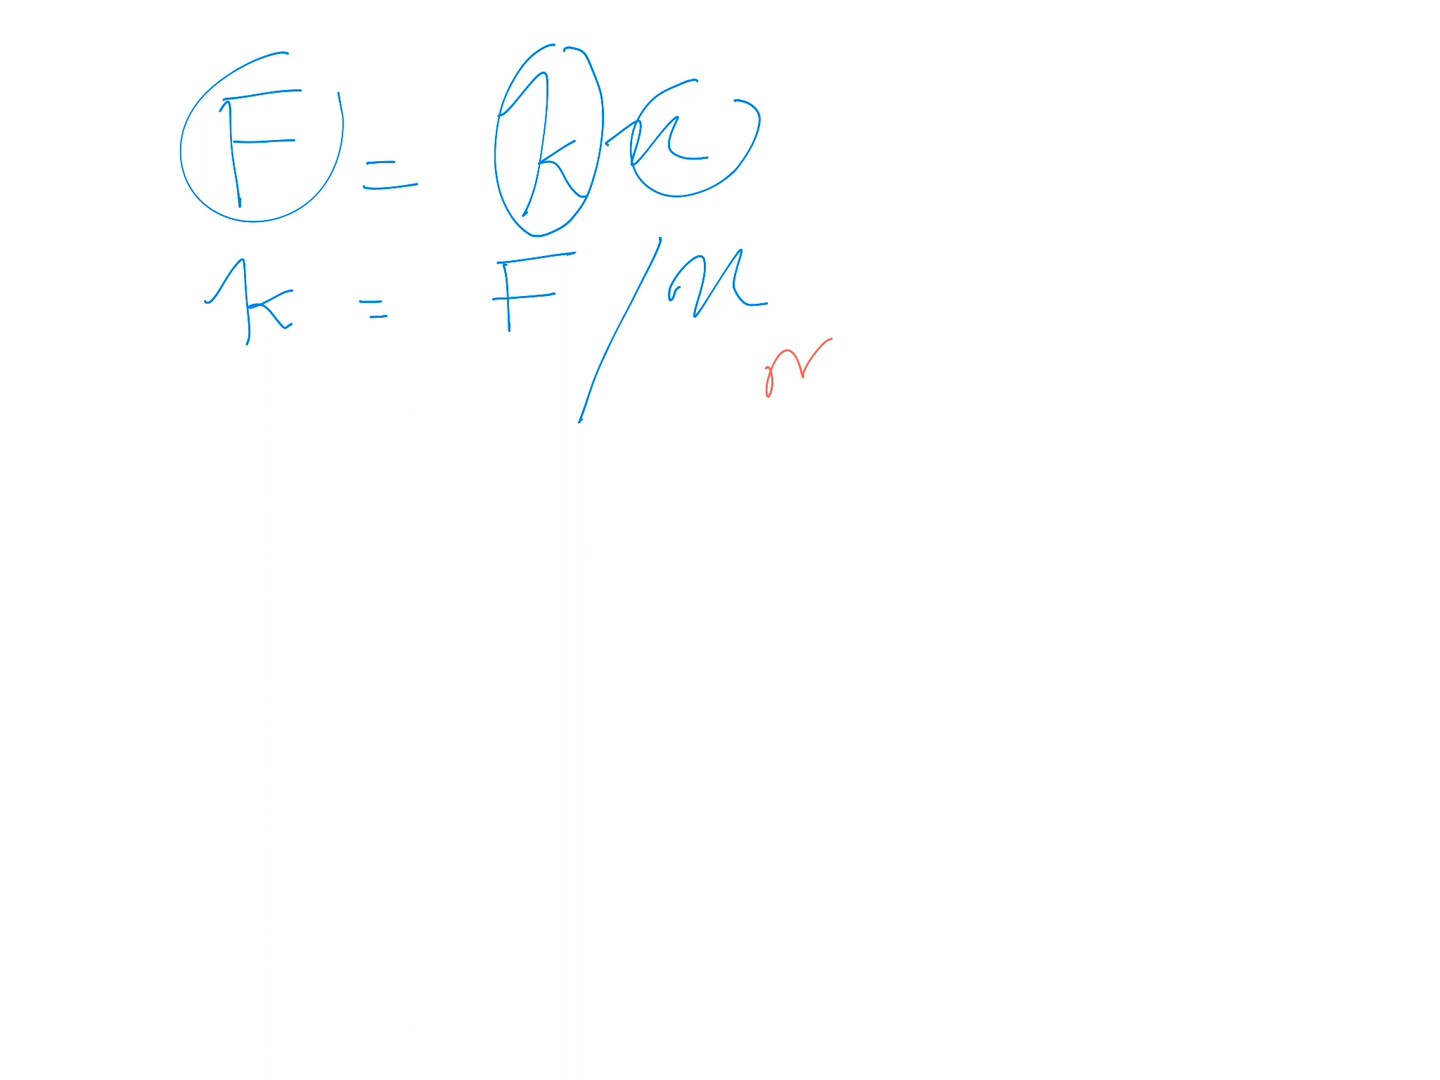 F = kx
k = F/x